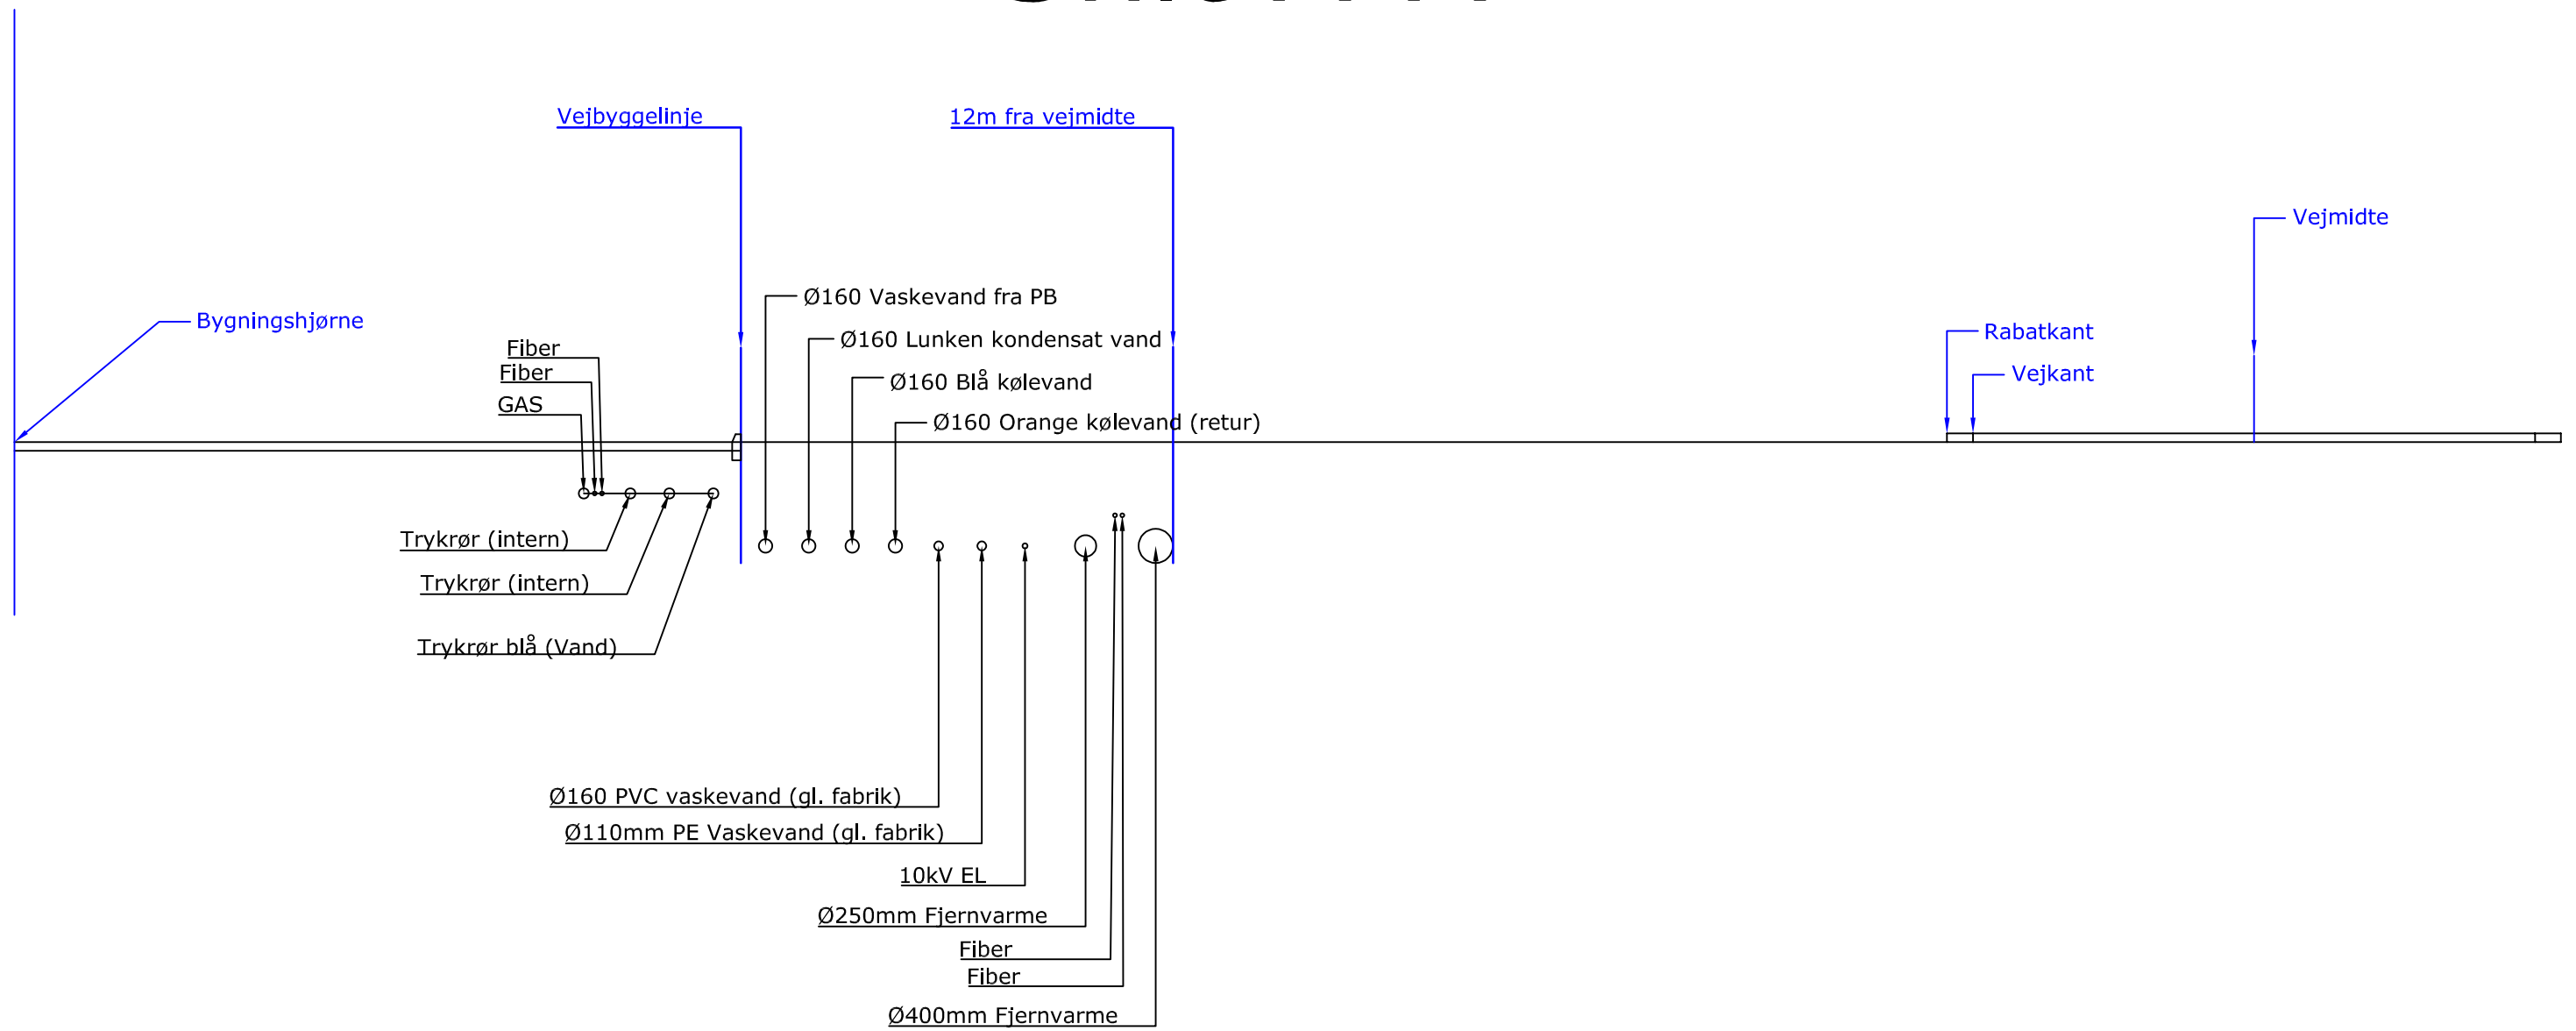 Vejbyggelinje
12m fra vejmidte
Vejmidte
Ø160 Vaskevand fra PB
Bygningshjørne
Rabatkant
Ø160 Lunken kondensat vand
Fiber
Fiber
Vejkant
Ø160 Blå kølevand
GAS
Ø160 Orange kølevand (retur)
Trykrør (intern)
Trykrør (intern)
Trykrør blå (Vand)
Ø160 PVC vaskevand (gl. fabrik)
Ø110mm PE Vaskevand (gl. fabrik)
10kV EL
Ø250mm Fjernvarme
Fiber
Fiber
Ø400mm Fjernvarme